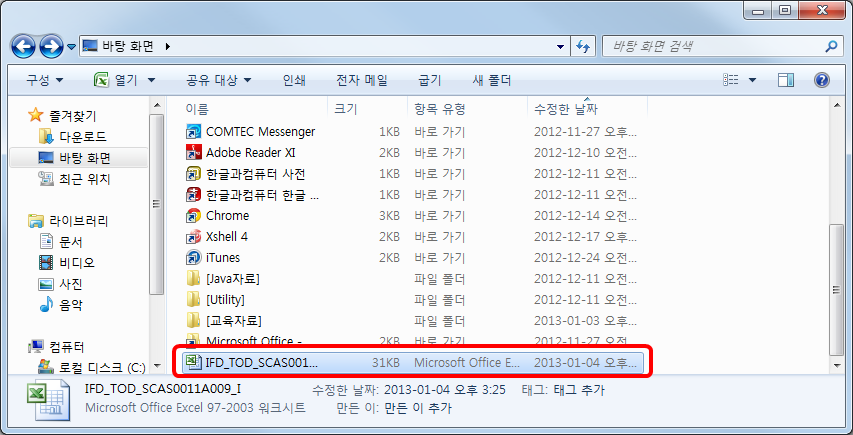 바탕 화면
바탕 화면 검색
구성 열기 공유 대상 인쇄 전자 메일 굽기 새 폴더
이름 크기 항목 유형 수정한 날짜
즐겨찾기
다운로드
바탕 화면
최근 위치
라이브러리
문서
비디오
사진
음악
컴퓨터
로컬 디스크 (C:)
COMTEC Messenger 1KB 바로 가기 2012-11-27 오후...
Adobe Reader XI 2KB 바로 가기 2012-12-10 오전...
한글과컴퓨터 사전 2KB 바로 가기 2012-12-11 오전...
한글과컴퓨터 한글 ... 2KB 바로 가기 2012-12-11 오전...
Chrome 3KB 바로 가기 2012-12-14 오전...
Xshell 4 2KB 바로 가기 2012-12-17 오후...
iTunes 2KB 바로 가기 2012-12-24 오전...
[Java자료] 파일 폴더 2012-12-11 오전...
[Utility] 파일 폴더 2012-12-11 오전...
[교육자료] 파일 폴더 2013-01-03 오후...
Microsoft Office - 바로 가기 2012-11-27 오전...
IFD_TOD_SCAS001... 31KB Microsoft Office E... 2013-01-04 오후...
IFD_TOD_SCAS0011A009_I 수정한 날짜: 2013-01-04 오후 3:25 태그: 태그 추가
Microsoft Office Excel 97-2003 워크시트 만든 이: 만든 이 추가